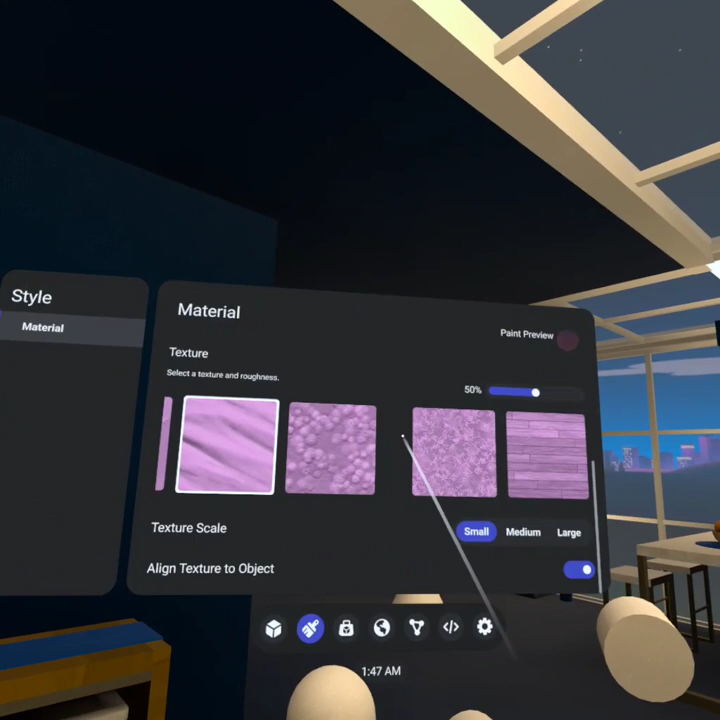 Style
Material
Material
Paint Preview
Texture
Select a texture and roughness.
50%
Texture Scale
Small
Medium
Large
Align Texture to Object
1:47 AM